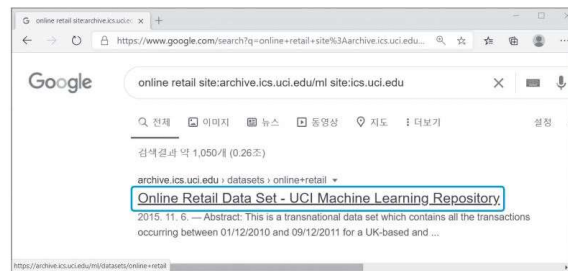 online retail site:archive.ics.uci.ec
https://www.google.com/search?q=online+retail+site%3Aarchive.ics.uci.edu...
Google
online retail site:archive.ics.uci.edu/ml site:ics.uci.edu
전체 이미지 뉴스 동영상 지도 더보기 설정
검색결과 약 1,050개 (0.26초)
archive.ics.uci.edu › datasets › online+retail
Online Retail Data Set - UCI Machine Learning Repository
2015. 11. 6. — Abstract: This is a transnational data set which contains all the transactions
occurring between 01/12/2010 and 09/12/2011 for a UK-based and ...
https://archive.ics.uci.edu/ml/datasets/online+retail